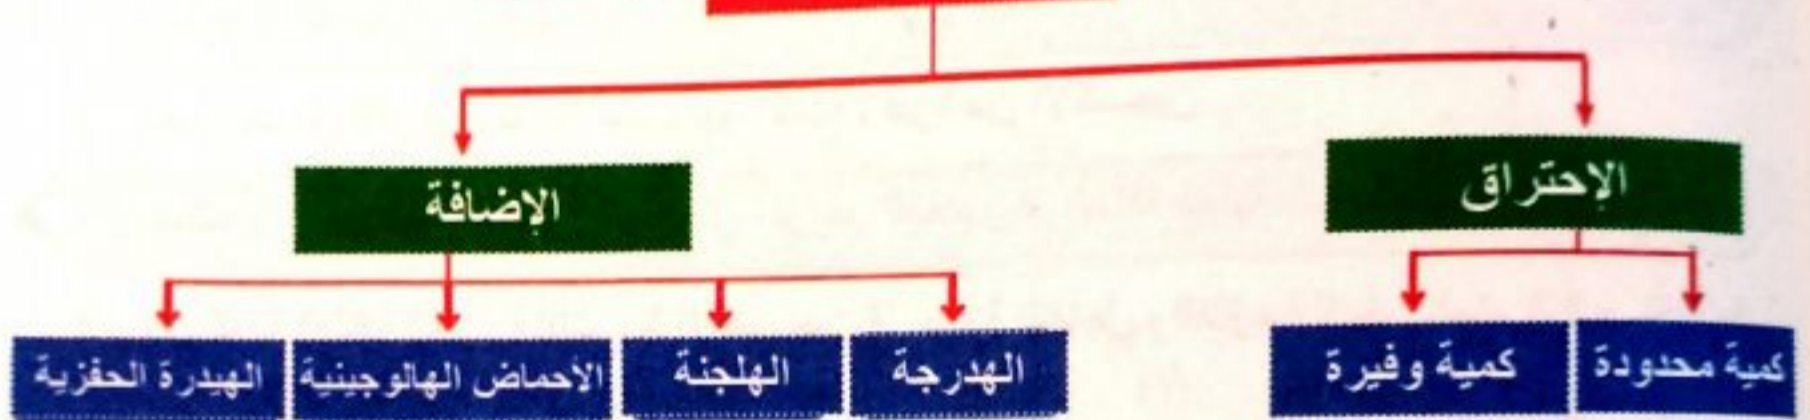 الإحتراق
الإضافة
كمية محدودة
كمية وفيرة
الهدرجة
الهلجنة
الأحماض الهالوجينية
الهيدرة الحفزية